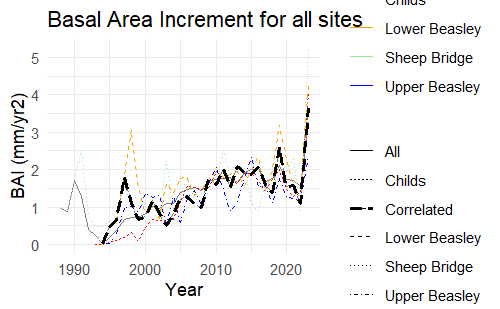 Basal Area Increment for all sites
Childs
Lower Beasley
Sheep Bridge
Upper Beasley
All
Childs
Correlated
Lower Beasley
Sheep Bridge
Upper Beasley
BAI (mm/yr2)
5
4
3
2
1
0
1990 2000 2010 2020
Year